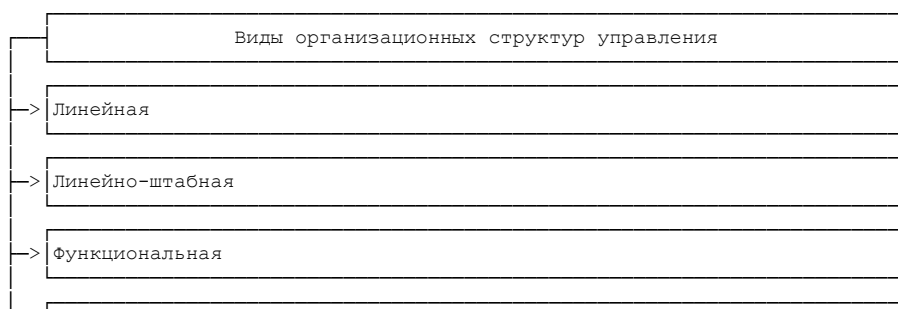 Виды организационных структур управления
Линейная
Линейно-штабная
Функциональная